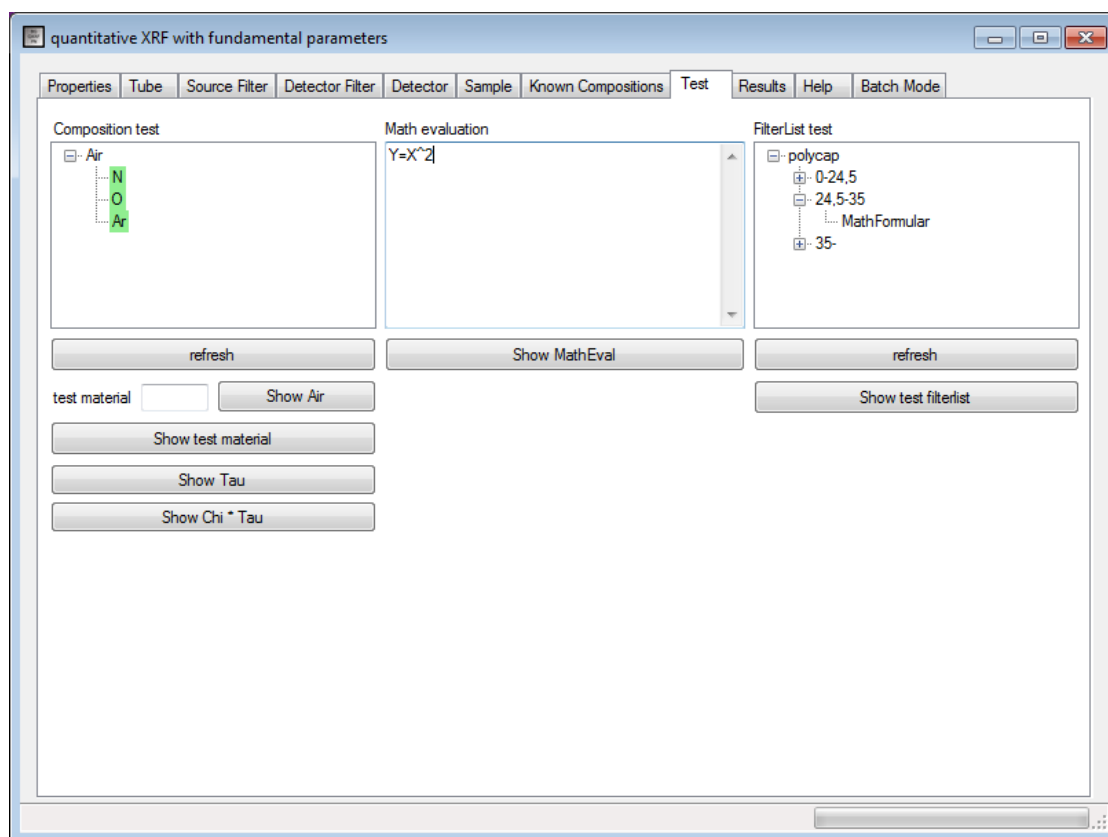 quantitative XRF with fundamental parameters
Properties Tube Source Filter Detector Filter Detector Sample Known Compositions Test Results Help Batch Mode
Composition test
Air
N
O
Ar
refresh
test material
Show Air
Show test material
Show Tau
Show Chi * Tau
Math evaluation
Y=X^2
Show MathEval
FilterList test
polycap
0-24,5
24,5-35
MathFormular
35-
refresh
Show test filterlist